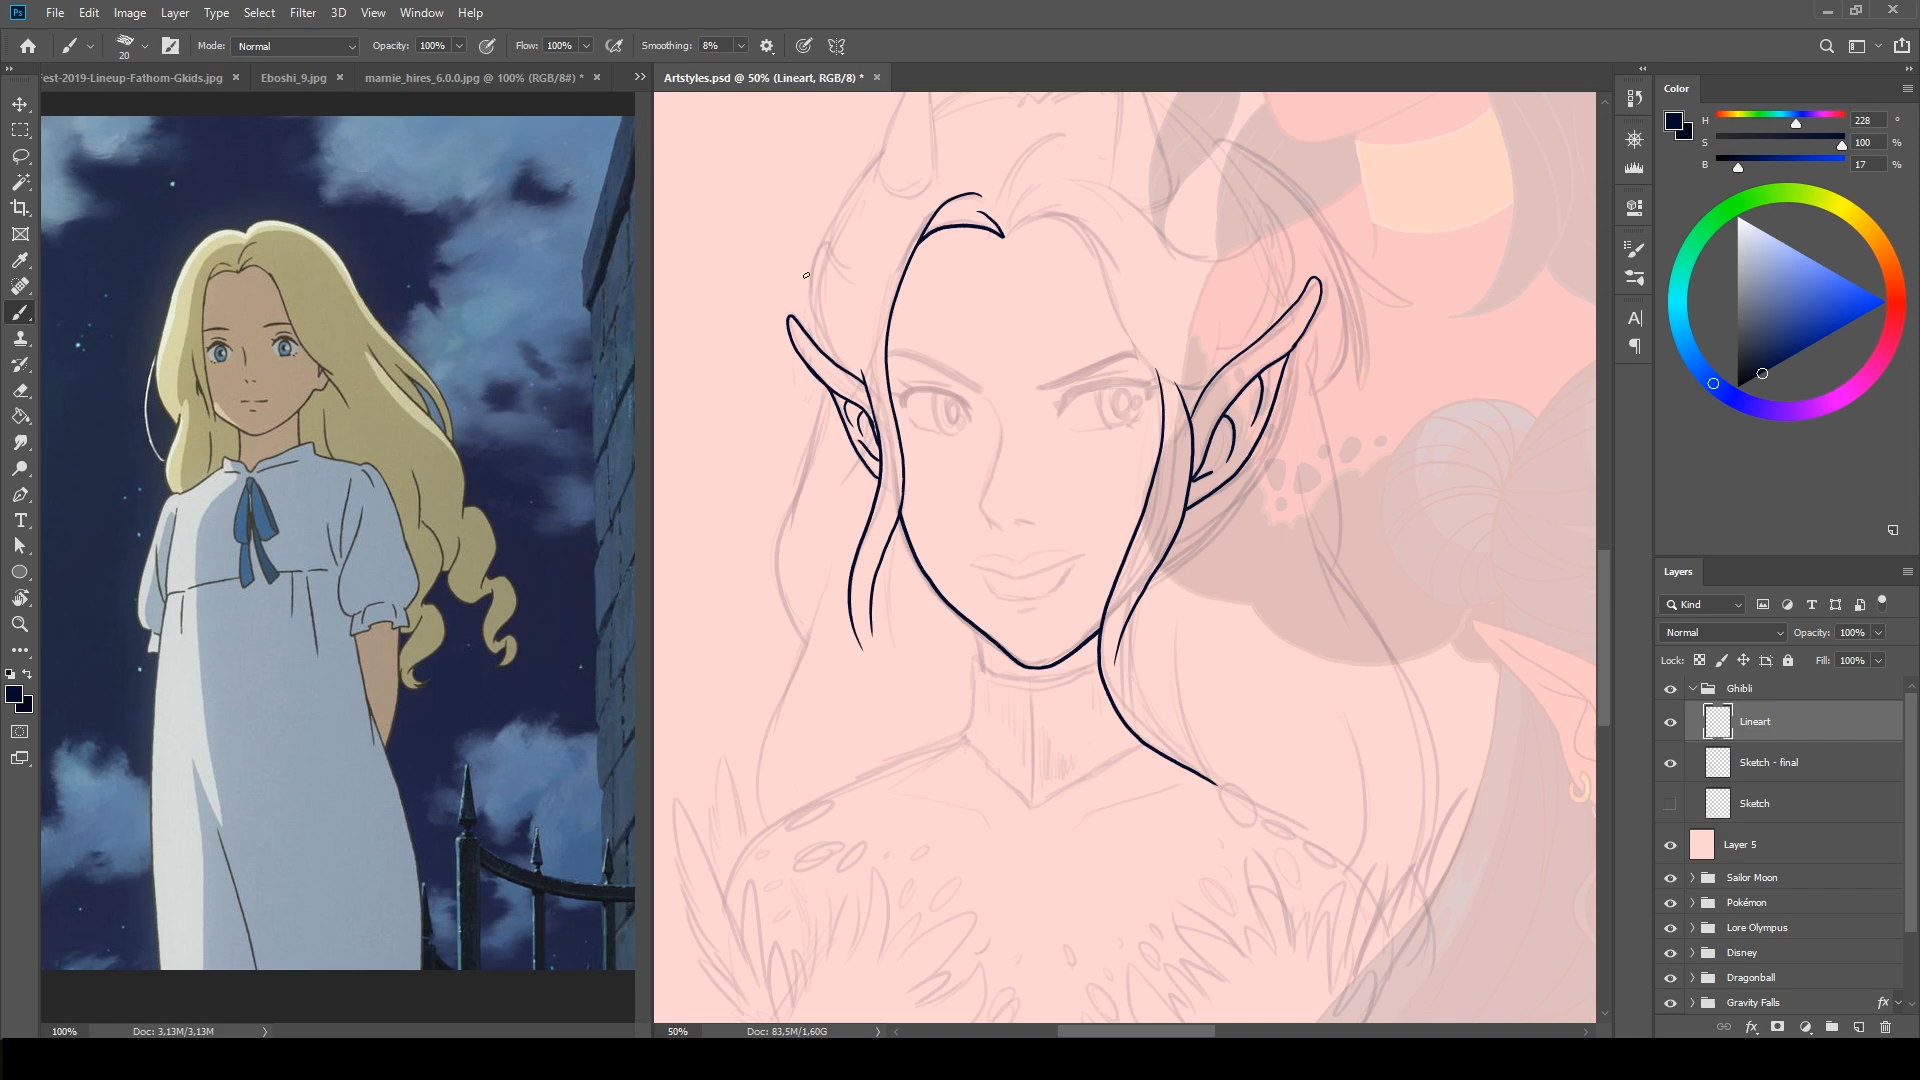 Ps File Edit Image Layer Type Select Filter 3D View Window Help
20 Mode: Normal Opacity: 100% Flow: 100% Smoothing: 8%
est-2019-Lineup-Fathom-Gkids.jpg × Eboshi_9.jpg × marnie_hires_6.0.0.jpg @ 100% (RGB/8#) * × Artstyles.psd @ 50% (Lineart, RGB/8) * ×
Color
H 228 °
S 100 %
B 17 %
Layers
Kind
Normal Opacity: 100%
Lock: Fill: 100%
Ghibli
Lineart
Sketch - final
Sketch
Layer 5
Sailor Moon
Pokémon
Lore Olympus
Disney
Dragonball
Gravity Falls fx
fx
100% Doc: 3,13M/3,13M 50% Doc: 83,5M/1,60G